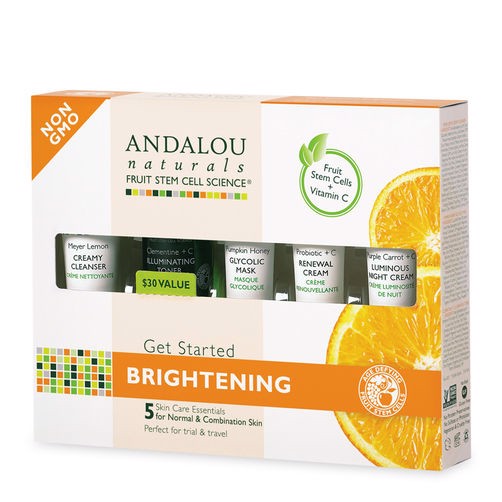 NON
GMO
ANDALOU
naturals
FRUIT STEM CELL SCIENCE®
Fruit
Stem Cells
+
Vitamin C
Meyer Lemon
CREAMY
CLEANSER
CRÈME NETTOYANTE
Clementine + C
ILLUMINATING
TONER
$30 VALUE
Pumpkin Honey
GLYCOLIC
MASK
MASQUE
GLYCOLIQUE
Probiotic + C
RENEWAL
CREAM
CRÈME
RENOUVELLANTE
Purple Carrot + C
LUMINOUS
NIGHT CREAM
CRÈME LUMINOSITÉ
DE NUIT
Get Started
BRIGHTENING
AGE DEFYING
FRUIT STEM CELLS
5 Skin Care Essentials
for Normal & Combination Skin
Perfect for trial & travel